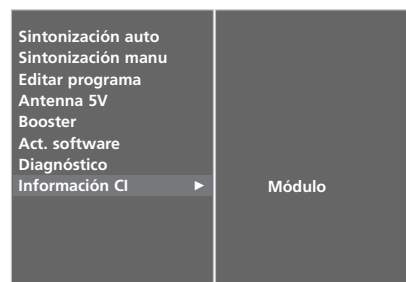 Sintonización auto
Sintonización manu
Editar programa
Antenna 5V
Booster
Act. software
Diagnóstico
Información CI ► Módulo